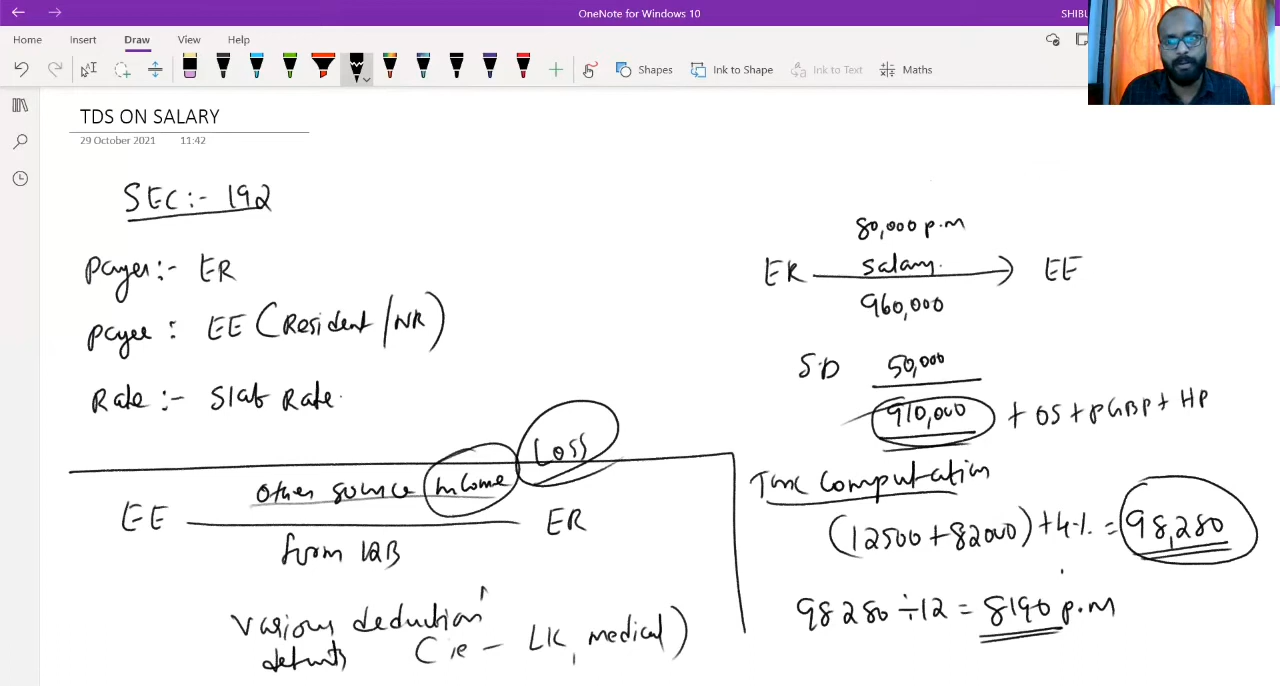 OneNote for Windows 10
SHIBU
Home Insert Draw View Help
Shapes Ink to Shape Ink to Text Maths
TDS ON SALARY
29 October 2021 11:42
SEC:- 192
Payer:- ER
Payee : EE (Resident/NR)
Rate :- Slab Rate.
Loss
EE Other source Income ER
form 12B
Various deduction
details (ie - LIC, medical)
80,000 p.m
ER Salary. EE
960,000
S.D 50,000
910,000 + OS + PGBP + HP
Tax Computation
(12500 + 82000) + 4% = 98,280
98280 ÷ 12 = 8190 p.m